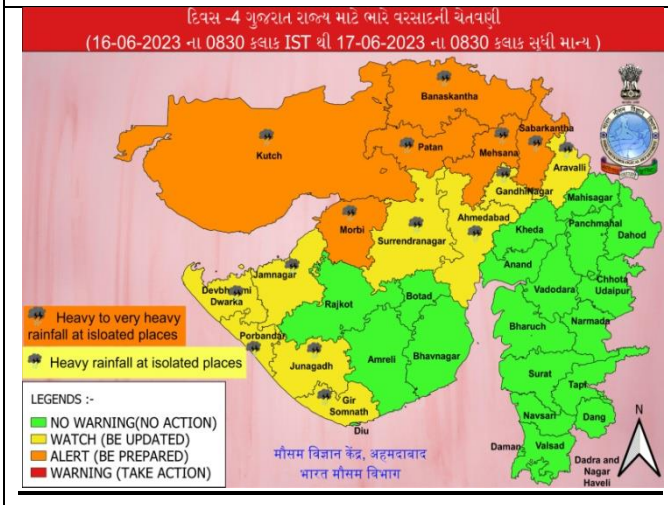 દિવસ -4 ગુજરાત રાજ્ય માટે ભારે વરસાદની ચેતવણી
(16-06-2023 ના 0830 કલાક IST થી 17-06-2023 ના 0830 કલાક સુધી માન્ય )
Banaskantha
Kutch
Patan
Mehsana
Sabarkantha
Aravalli
GandhiNagar
Mahisagar
Morbi
Surrendranagar
Ahmedabad
Kheda
Panchmahal
Dahod
Jamnagar
Devbhoomi
Dwarka
Rajkot
Botad
Anand
Vadodara
Chhota
Udaipur
Porbandar
Junagadh
Amreli
Bhavnagar
Bharuch
Narmada
Gir
Somnath
Diu
Surat
Tapi
Navsari
Dang
Daman
Valsad
Dadra and
Nagar
Haveli
N
Heavy to very heavy
rainfall at isloated places
Heavy rainfall at isolated places
LEGENDS :-
NO WARNING(NO ACTION)
WATCH (BE UPDATED)
ALERT (BE PREPARED)
WARNING (TAKE ACTION)
मौसम विज्ञान केंद्र, अहमदाबाद
भारत मौसम विभाग